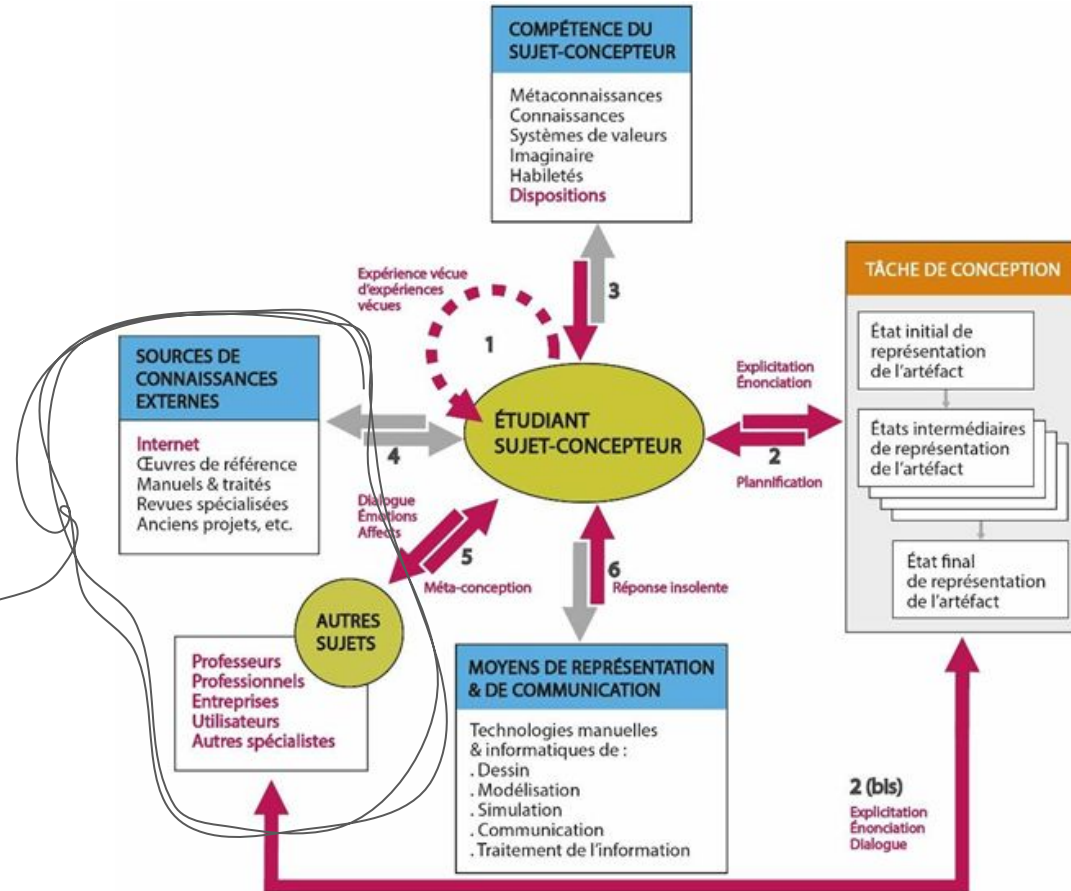 COMPÉTENCE DU
SUJET-CONCEPTEUR
Métaconnaissances
Connaissances
Systèmes de valeurs
Imaginaire
Habiletés
Dispositions
3
Expérience vécue
d'expériences
vécues
1
TÂCHE DE CONCEPTION
État initial de
représentation
de l'artéfact
États intermédiaires
de représentation
de l'artéfact
État final
de représentation
de l'artéfact
SOURCES DE
CONNAISSANCES
EXTERNES
Internet
Œuvres de référence
Manuels & traités
Revues spécialisées
Anciens projets, etc.
4
ÉTUDIANT
SUJET-CONCEPTEUR
Explicitation
Énonciation
2
Plannification
Dialogue
Émotions
Affects
5
Méta-conception
6
Réponse insolente
AUTRES
SUJETS
Professeurs
Professionnels
Entreprises
Utilisateurs
Autres spécialistes
MOYENS DE REPRÉSENTATION
& DE COMMUNICATION
Technologies manuelles
& informatiques de :
. Dessin
. Modélisation
. Simulation
. Communication
. Traitement de l'information
2 (bis)
Explicitation
Énonciation
Dialogue